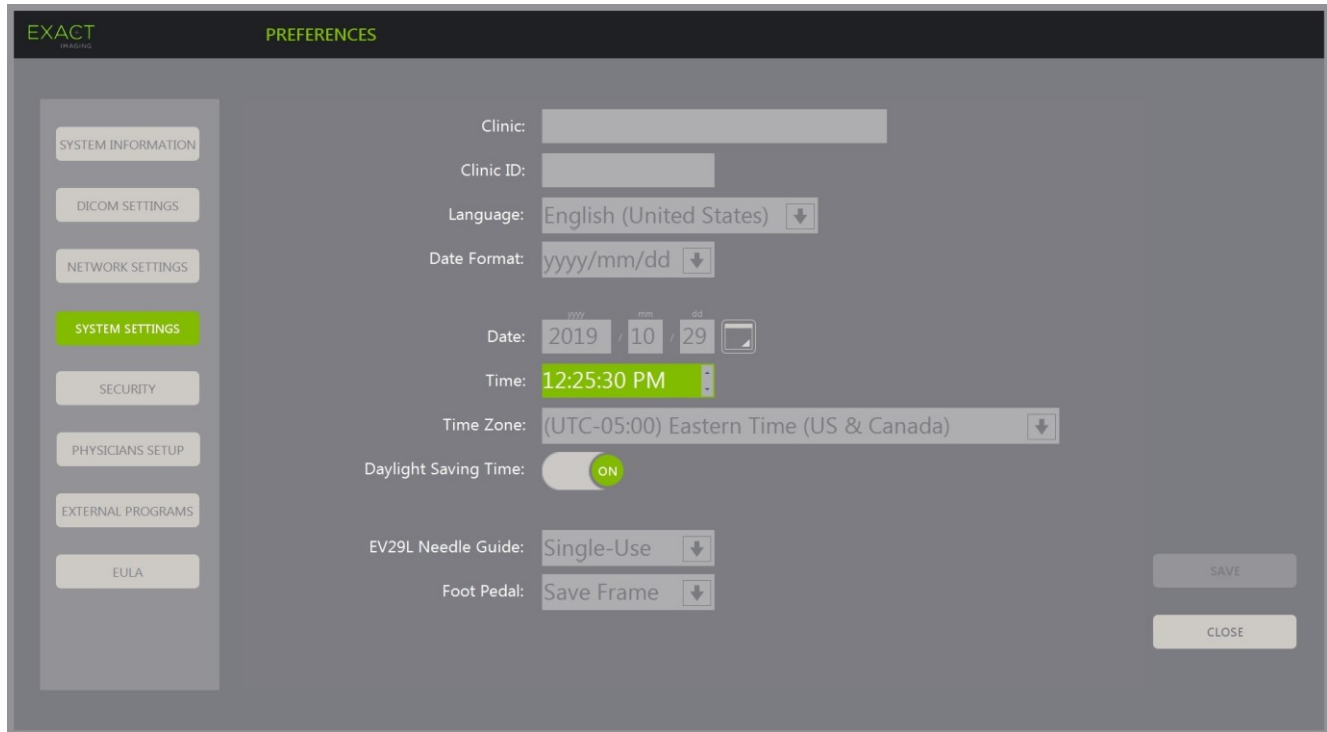 EXACT
IMAGING
PREFERENCES
SYSTEM INFORMATION
DICOM SETTINGS
NETWORK SETTINGS
SYSTEM SETTINGS
SECURITY
PHYSICIANS SETUP
EXTERNAL PROGRAMS
EULA
Clinic:
Clinic ID:
Language: English (United States)
Date Format: yyyy/mm/dd
yyyy mm dd
Date: 2019 / 10 / 29
Time: 12:25:30 PM
Time Zone: (UTC-05:00) Eastern Time (US & Canada)
Daylight Saving Time: ON
EV29L Needle Guide: Single-Use
Foot Pedal: Save Frame
SAVE
CLOSE